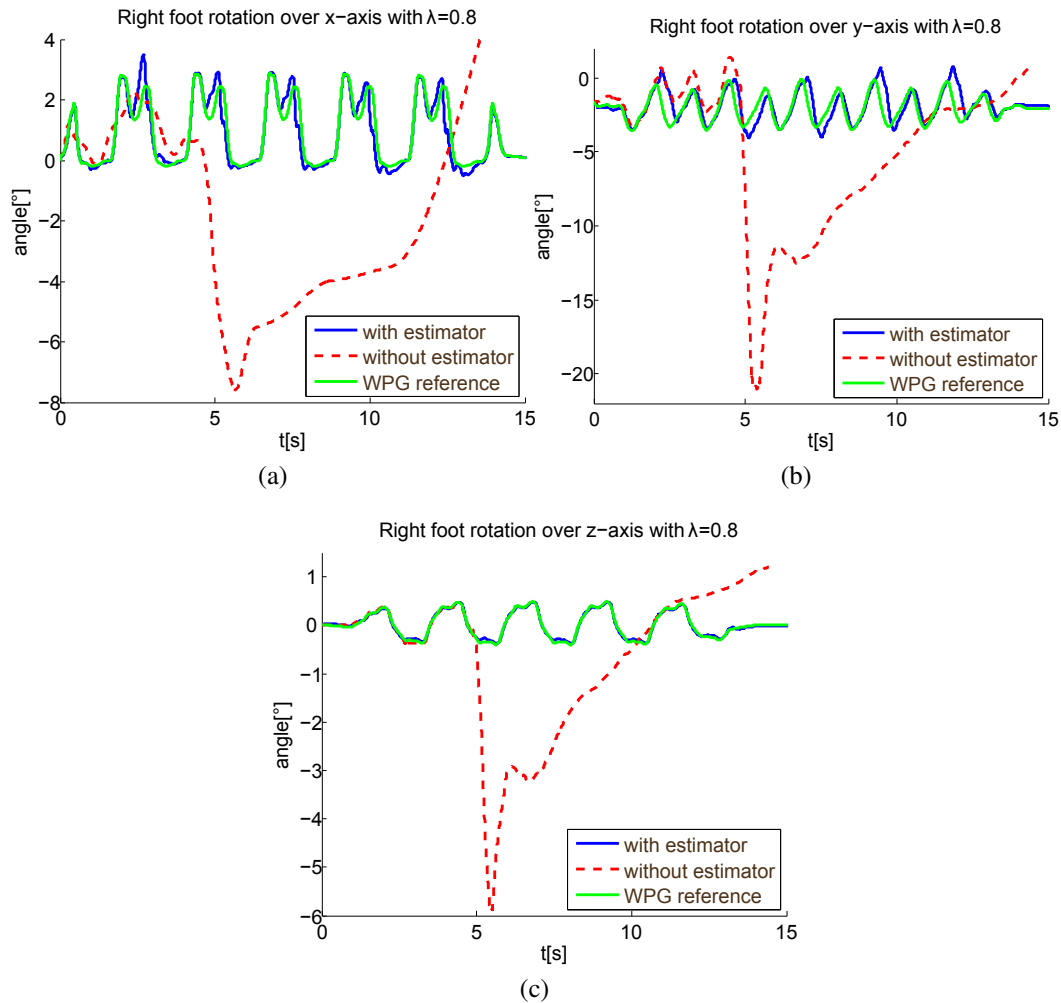 Right foot rotation over x−axis with λ=0.8
4
2
0
−2
−4
−6
−8
angle[°]
with estimator
without estimator
WPG reference
0
5
10
15
t[s]
(a)
Right foot rotation over y−axis with λ=0.8
0
−5
−10
−15
−20
angle[°]
with estimator
without estimator
WPG reference
0
5
10
15
t[s]
(b)
Right foot rotation over z−axis with λ=0.8
1
0
−1
−2
−3
−4
−5
−6
angle[°]
with estimator
without estimator
WPG reference
0
5
10
15
t[s]
(c)